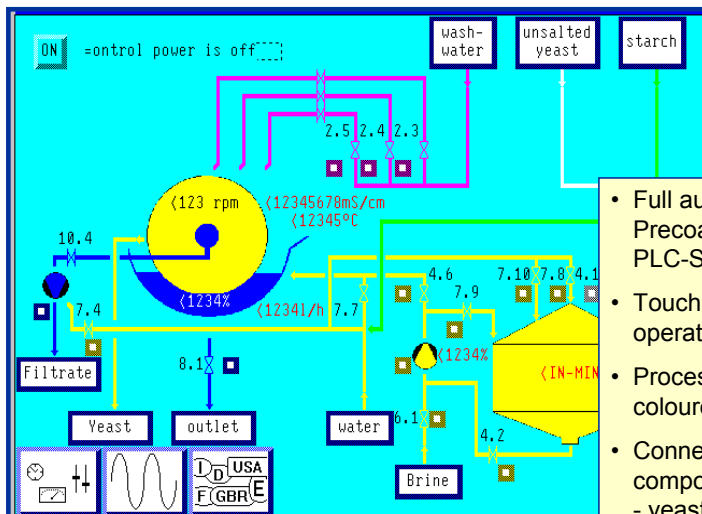 ON =ontrol power is off
wash-
water
unsalted
yeast
starch
2.5 2.4 2.3
<123 rpm
<12345678mS/cm
<12345ºC
10.4
<1234%
<1234l/h
7.7
7.4
4.6
7.9
7.10 7.8 4.1
<1234%
<IN-MIN
Filtrate
8.1
Yeast
outlet
water
6.1
4.2
Brine
I D USA
F GBR E
• Full au
Precoa
PLC-S
• Touch
operat
• Proces
coloure
• Conne
compo
- yeast